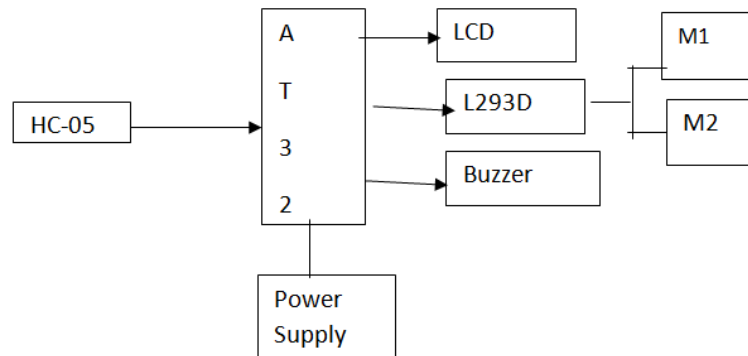 HC-05
A
T
3
2
LCD
L293D
Buzzer
M1
M2
Power
Supply